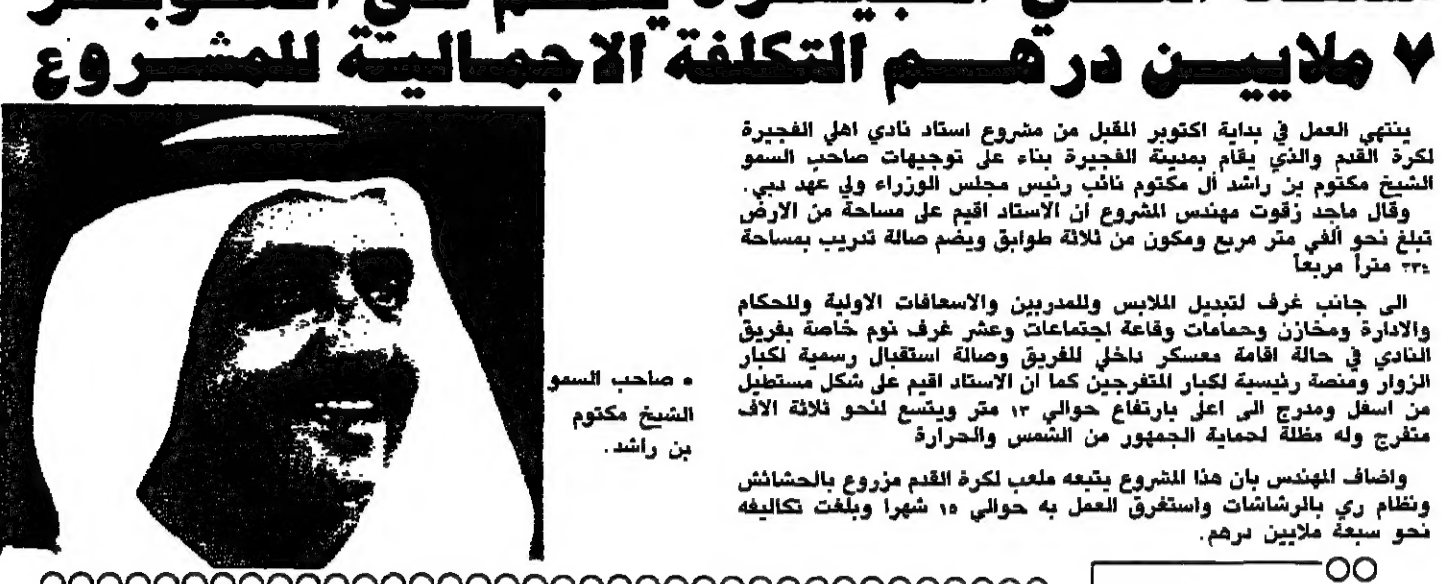 ٧ ملايين درهم التكلفة الاجمالية للمشروع
ينتهي العمل في بداية اكتوبر المقبل من مشروع استاد نادي اهلي الفجيرة
لكرة القدم والذي يقام بمدينة الفجيرة بناء على توجيهات صاحب السمو
الشيخ مكتوم بن راشد آل مكتوم نائب رئيس مجلس الوزراء ولي عهد دبي.
وقال ماجد زقوت مهندس المشروع ان الاستاد اقيم على مساحة من الارض
تبلغ نحو ألفي متر مربع ومكون من ثلاثة طوابق ويضم صالة تدريب بمساحة
٢٣٤ متراً مربعاً
الى جانب غرف لتبديل الملابس وللمدربين والاسعافات الاولية وللحكام
والادارة ومخازن وحمامات وقاعة اجتماعات وعشر غرف نوم خاصة بفريق
النادي في حالة اقامة معسكر داخلي للفريق وصالة استقبال رسمية لكبار
الزوار ومنصة رئيسية لكبار المتفرجين كما ان الاستاد اقيم على شكل مستطيل
من اسفل ومدرج الى اعلى بارتفاع حوالي ١٣ متر ويتسع لنحو ثلاثة الاف
متفرج وله مظلة لحماية الجمهور من الشمس والحرارة
واضاف المهندس بان هذا المشروع يتبعه ملعب لكرة القدم مزروع بالحشائش
ونظام ري بالرشاشات واستغرق العمل به حوالي ١٥ شهرا وبلغت تكاليفه
نحو سبعة ملايين درهم.
• صاحب السمو
الشيخ مكتوم
بن راشد.